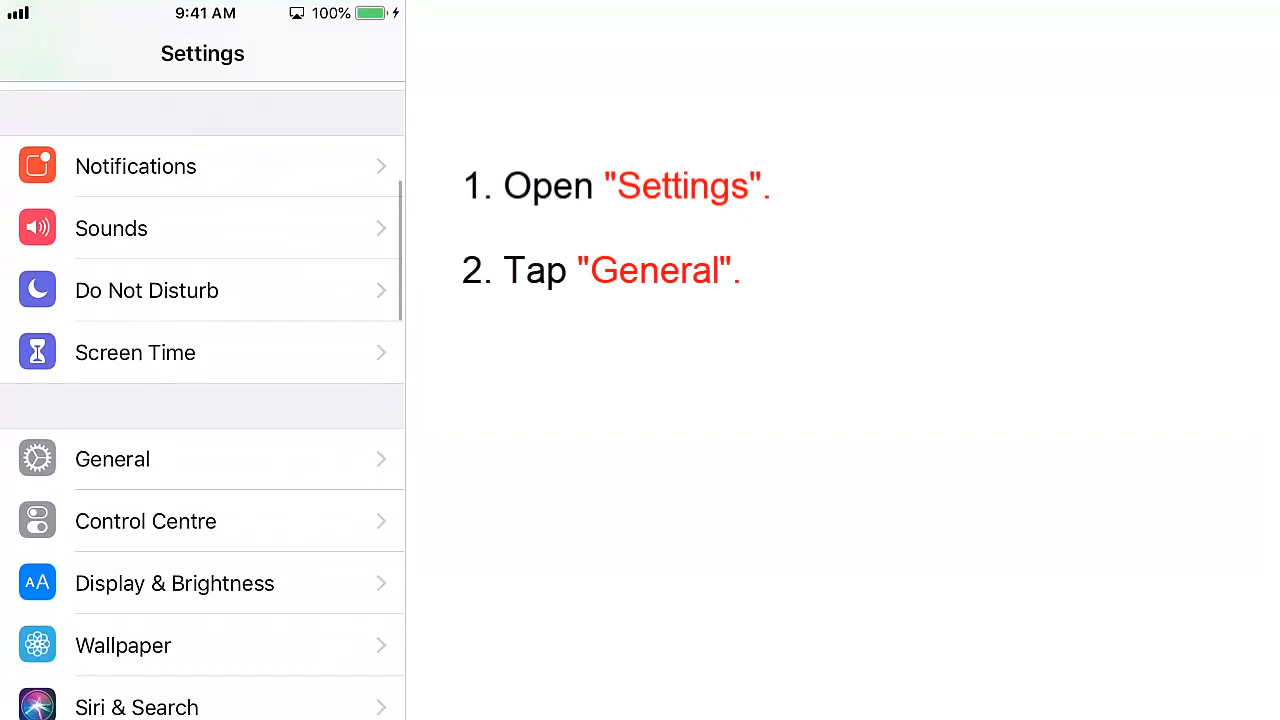 9:41 AM 100%
Settings
Notifications
Sounds
Do Not Disturb
Screen Time
General
Control Centre
AA Display & Brightness
Wallpaper
Siri & Search
1. Open "Settings".
2. Tap "General".